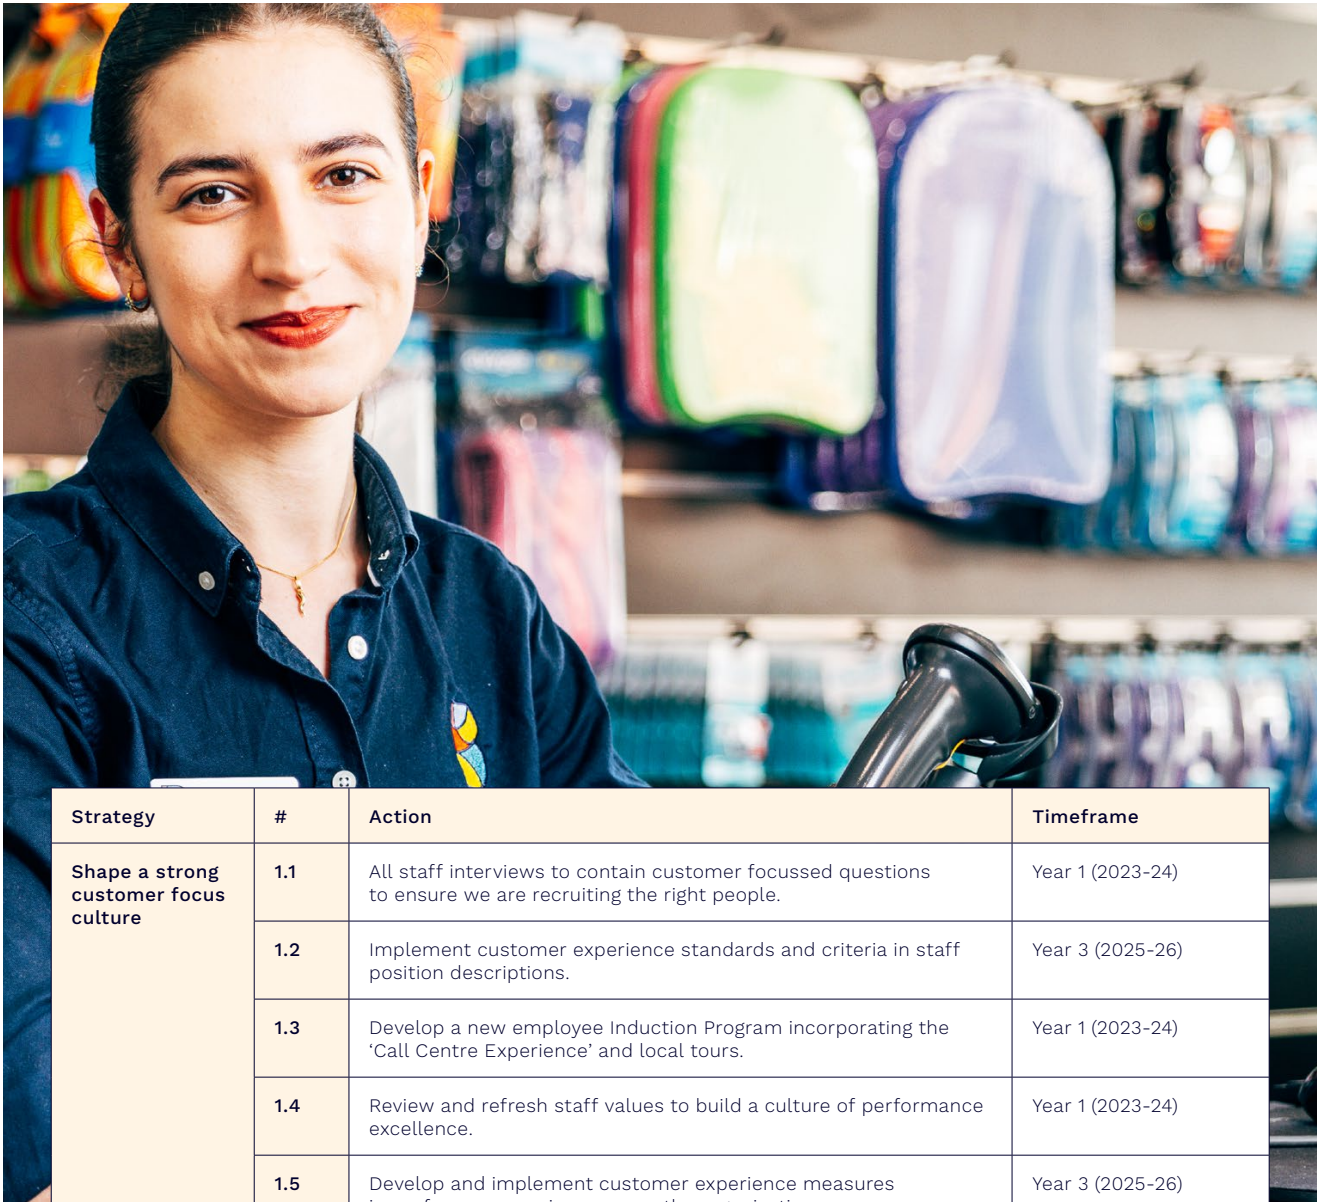 Strategy # Action Timeframe
Shape a strong
customer focus
culture
1.1 All staff interviews to contain customer focussed questions Year 1 (2023-24)
to ensure we are recruiting the right people.
1.2 Implement customer experience standards and criteria in staff Year 3 (2025-26)
position descriptions.
1.3 Develop a new employee Induction Program incorporating the Year 1 (2023-24)
‘Call Centre Experience’ and local tours.
1.4 Review and refresh staff values to build a culture of performance Year 1 (2023-24)
excellence.
1.5 Develop and implement customer experience measures Year 3 (2025-26)